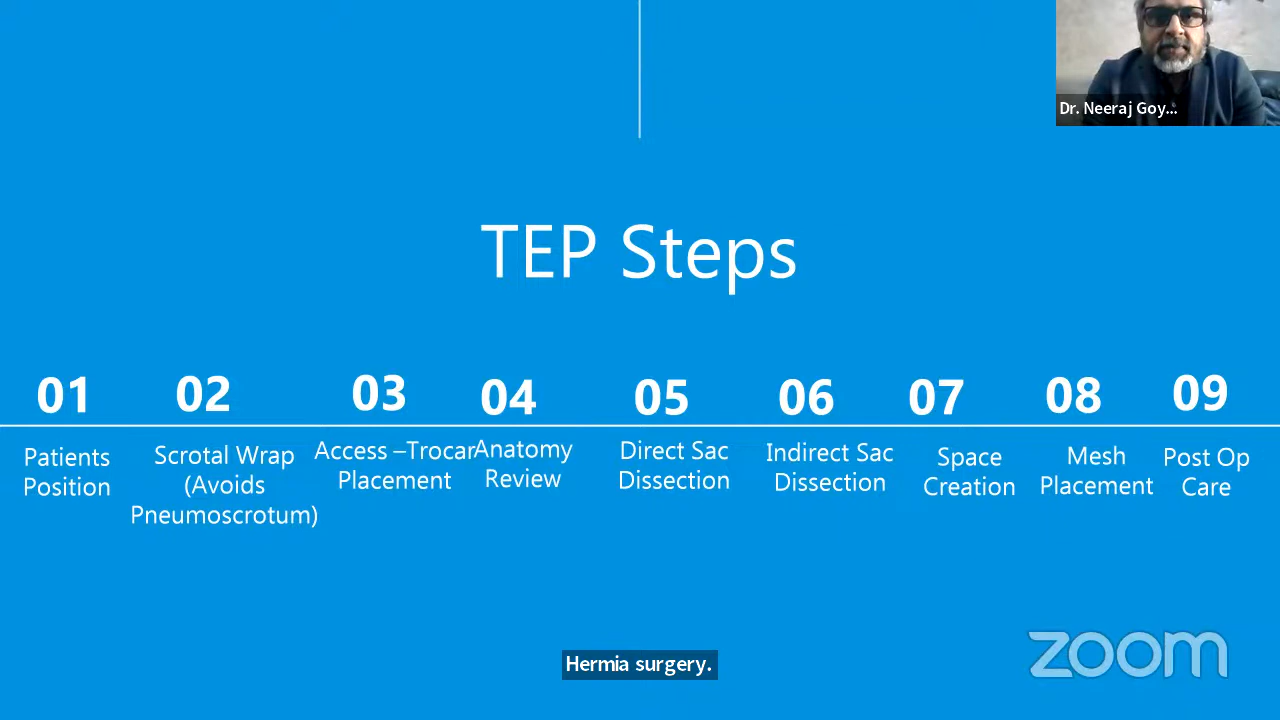 Dr. Neeraj Goy...
TEP Steps
01
02
03
04
05
06
07
08
09
Patients
Position
Scrotal Wrap
(Avoids
Pneumoscrotum)
Access –Trocar
Placement
Anatomy
Review
Direct Sac
Dissection
Indirect Sac
Dissection
Space
Creation
Mesh
Placement
Post Op
Care
Hermia surgery.
zoom